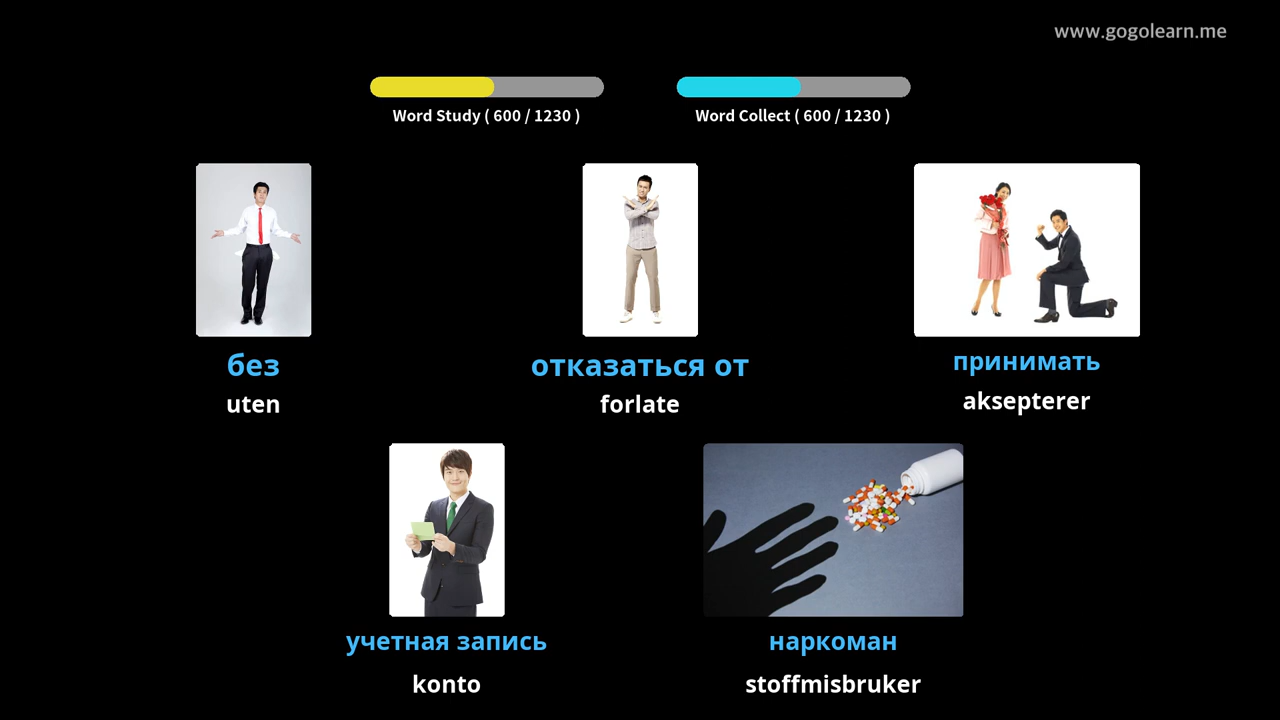 www.gogolearn.me
Word Study ( 600 / 1230 )
Word Collect ( 600 / 1230 )
без
uten
отказаться от
forlate
принимать
aksepterer
учетная запись
konto
наркоман
stoffmisbruker